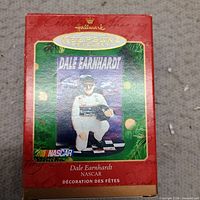 Hallmark
DALE EARNHARDT
NASCAR
Dale Earnhardt
NASCAR
DÉCORATION DES FÊTES